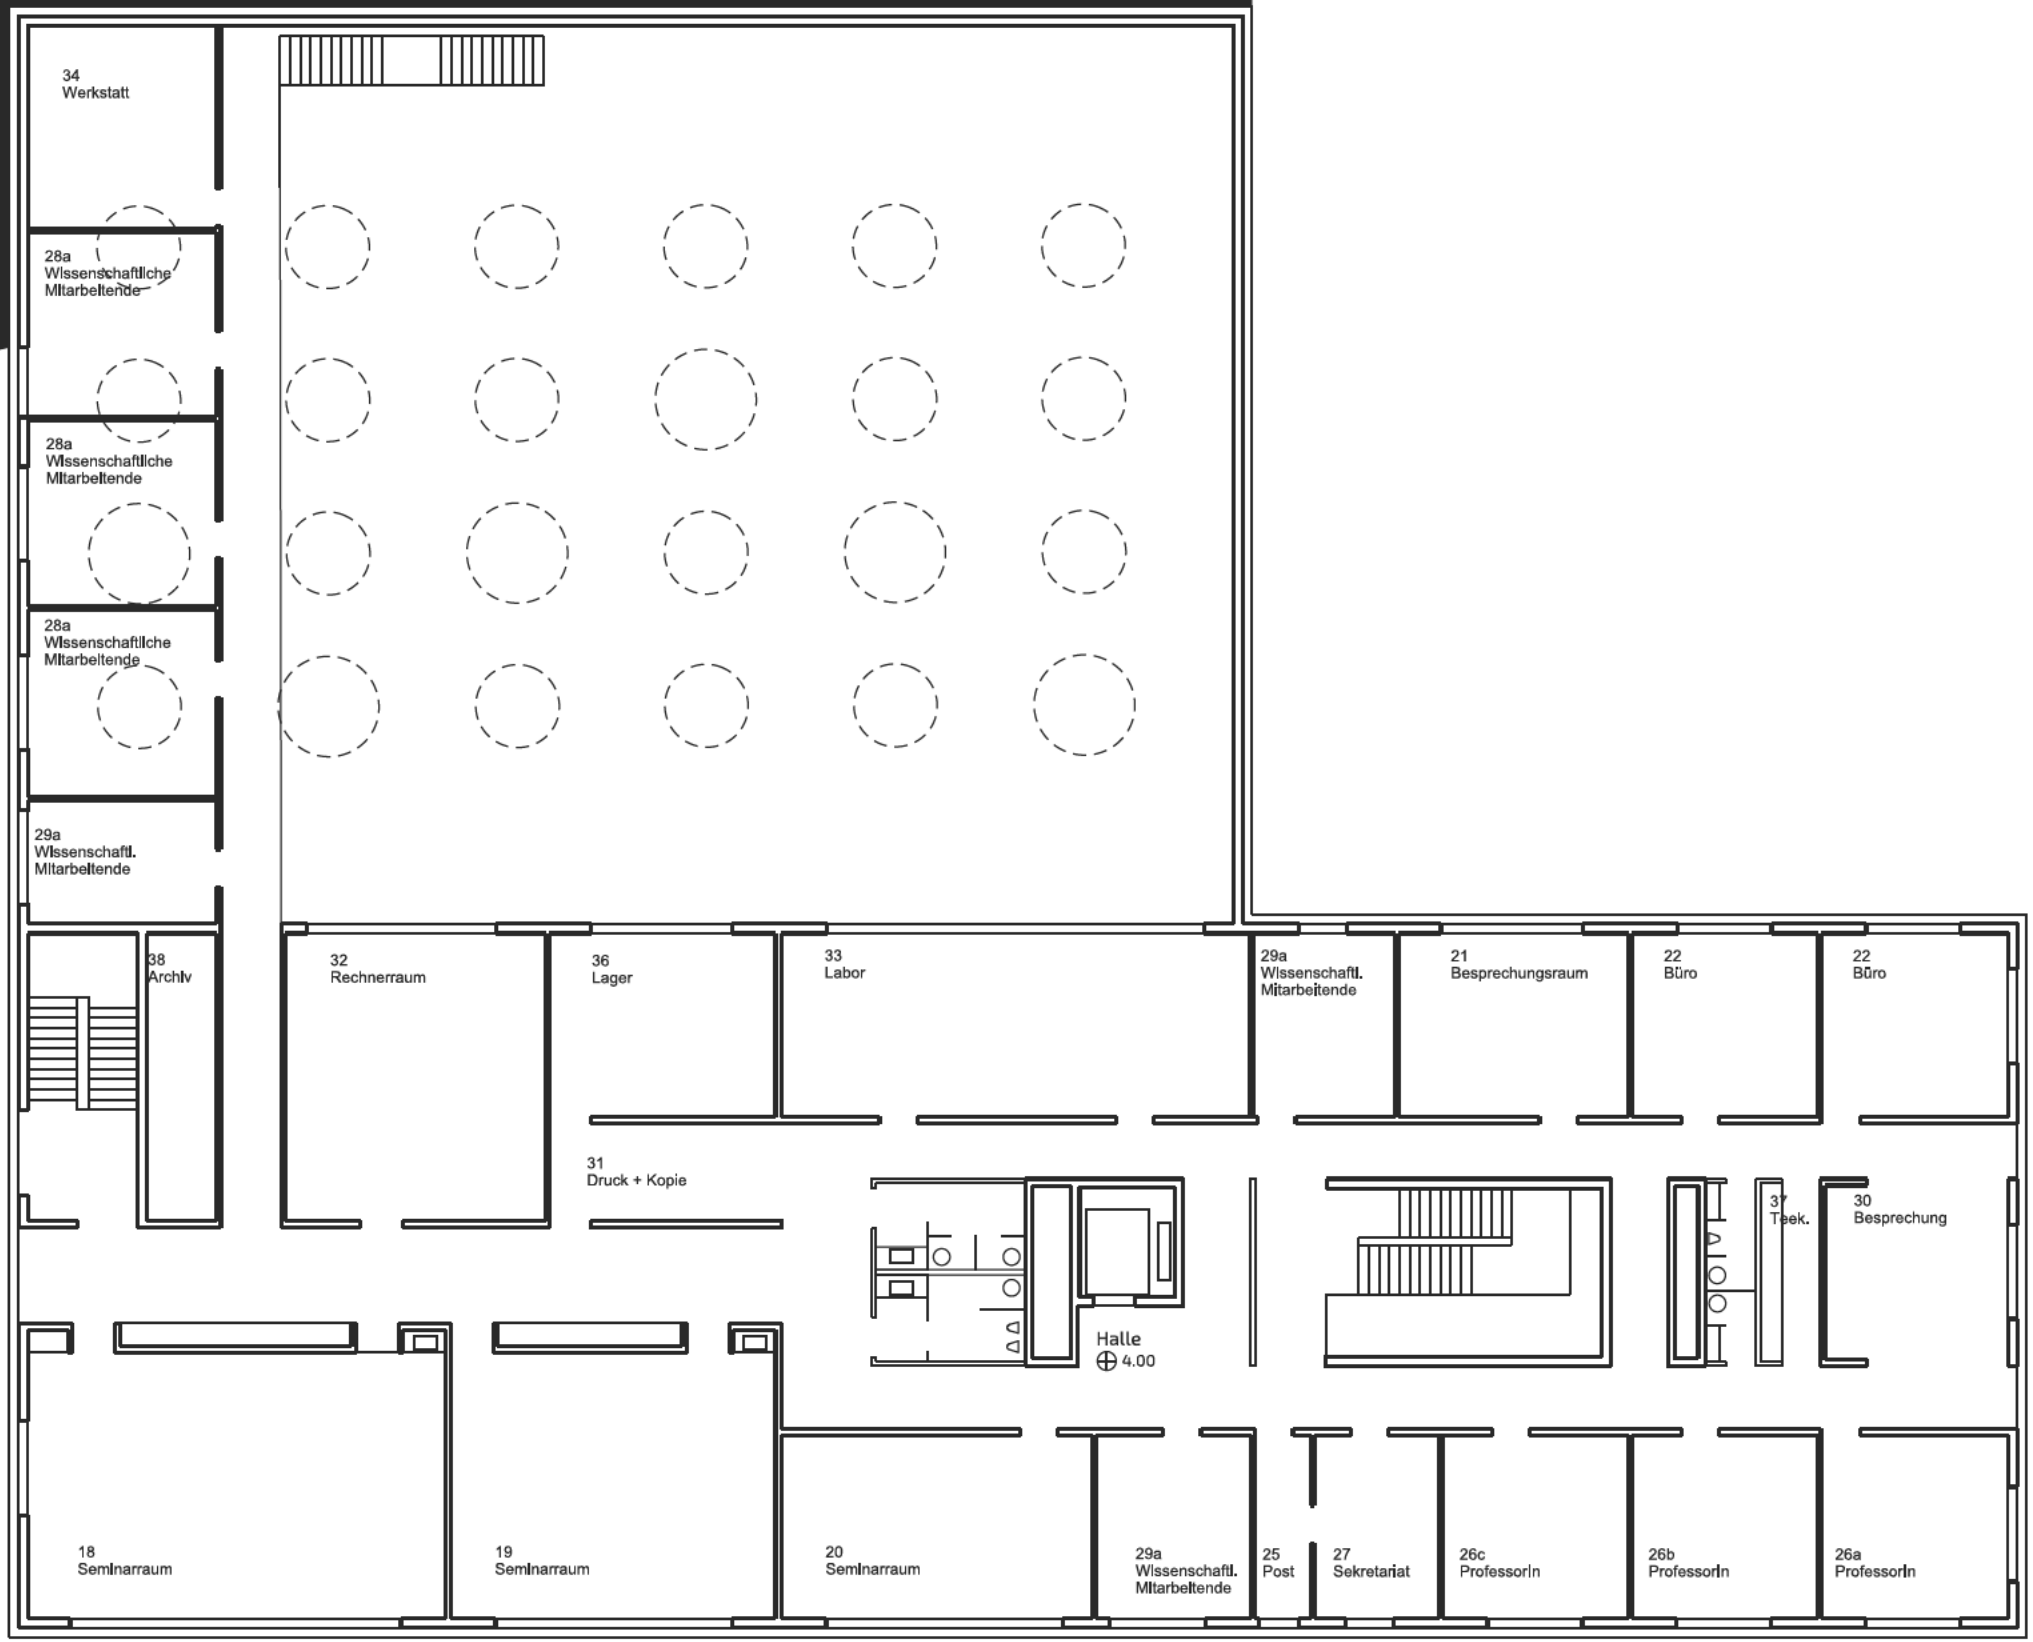 34
Werkstatt
28a
Wissenschaftliche
Mitarbeitende
28a
Wissenschaftliche
Mitarbeitende
28a
Wissenschaftliche
Mitarbeitende
29a
Wissenschaftl.
Mitarbeitende
38
Archiv
32
Rechnerraum
36
Lager
33
Labor
29a
Wissenschaftl.
Mitarbeitende
21
Besprechungsraum
22
Büro
22
Büro
31
Druck + Kopie
37
Teek.
30
Besprechung
Halle
4.00
18
Seminarraum
19
Seminarraum
20
Seminarraum
29a
Wissenschaftl.
Mitarbeitende
25
Post
27
Sekretariat
26c
ProfessorIn
26b
ProfessorIn
26a
ProfessorIn